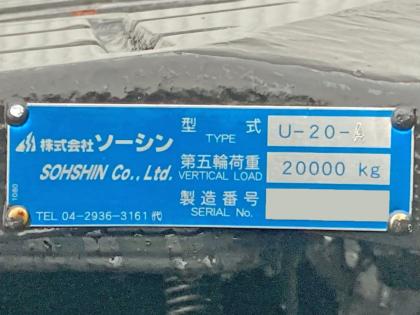 株式会社ソーシン
SOHSHIN Co.,Ltd.
TEL 04-2936-3161 代
1080
型 式
TYPE
U-20-A
第五輪荷重
VERTICAL LOAD
20000 kg
製造番号
SERIAL No.